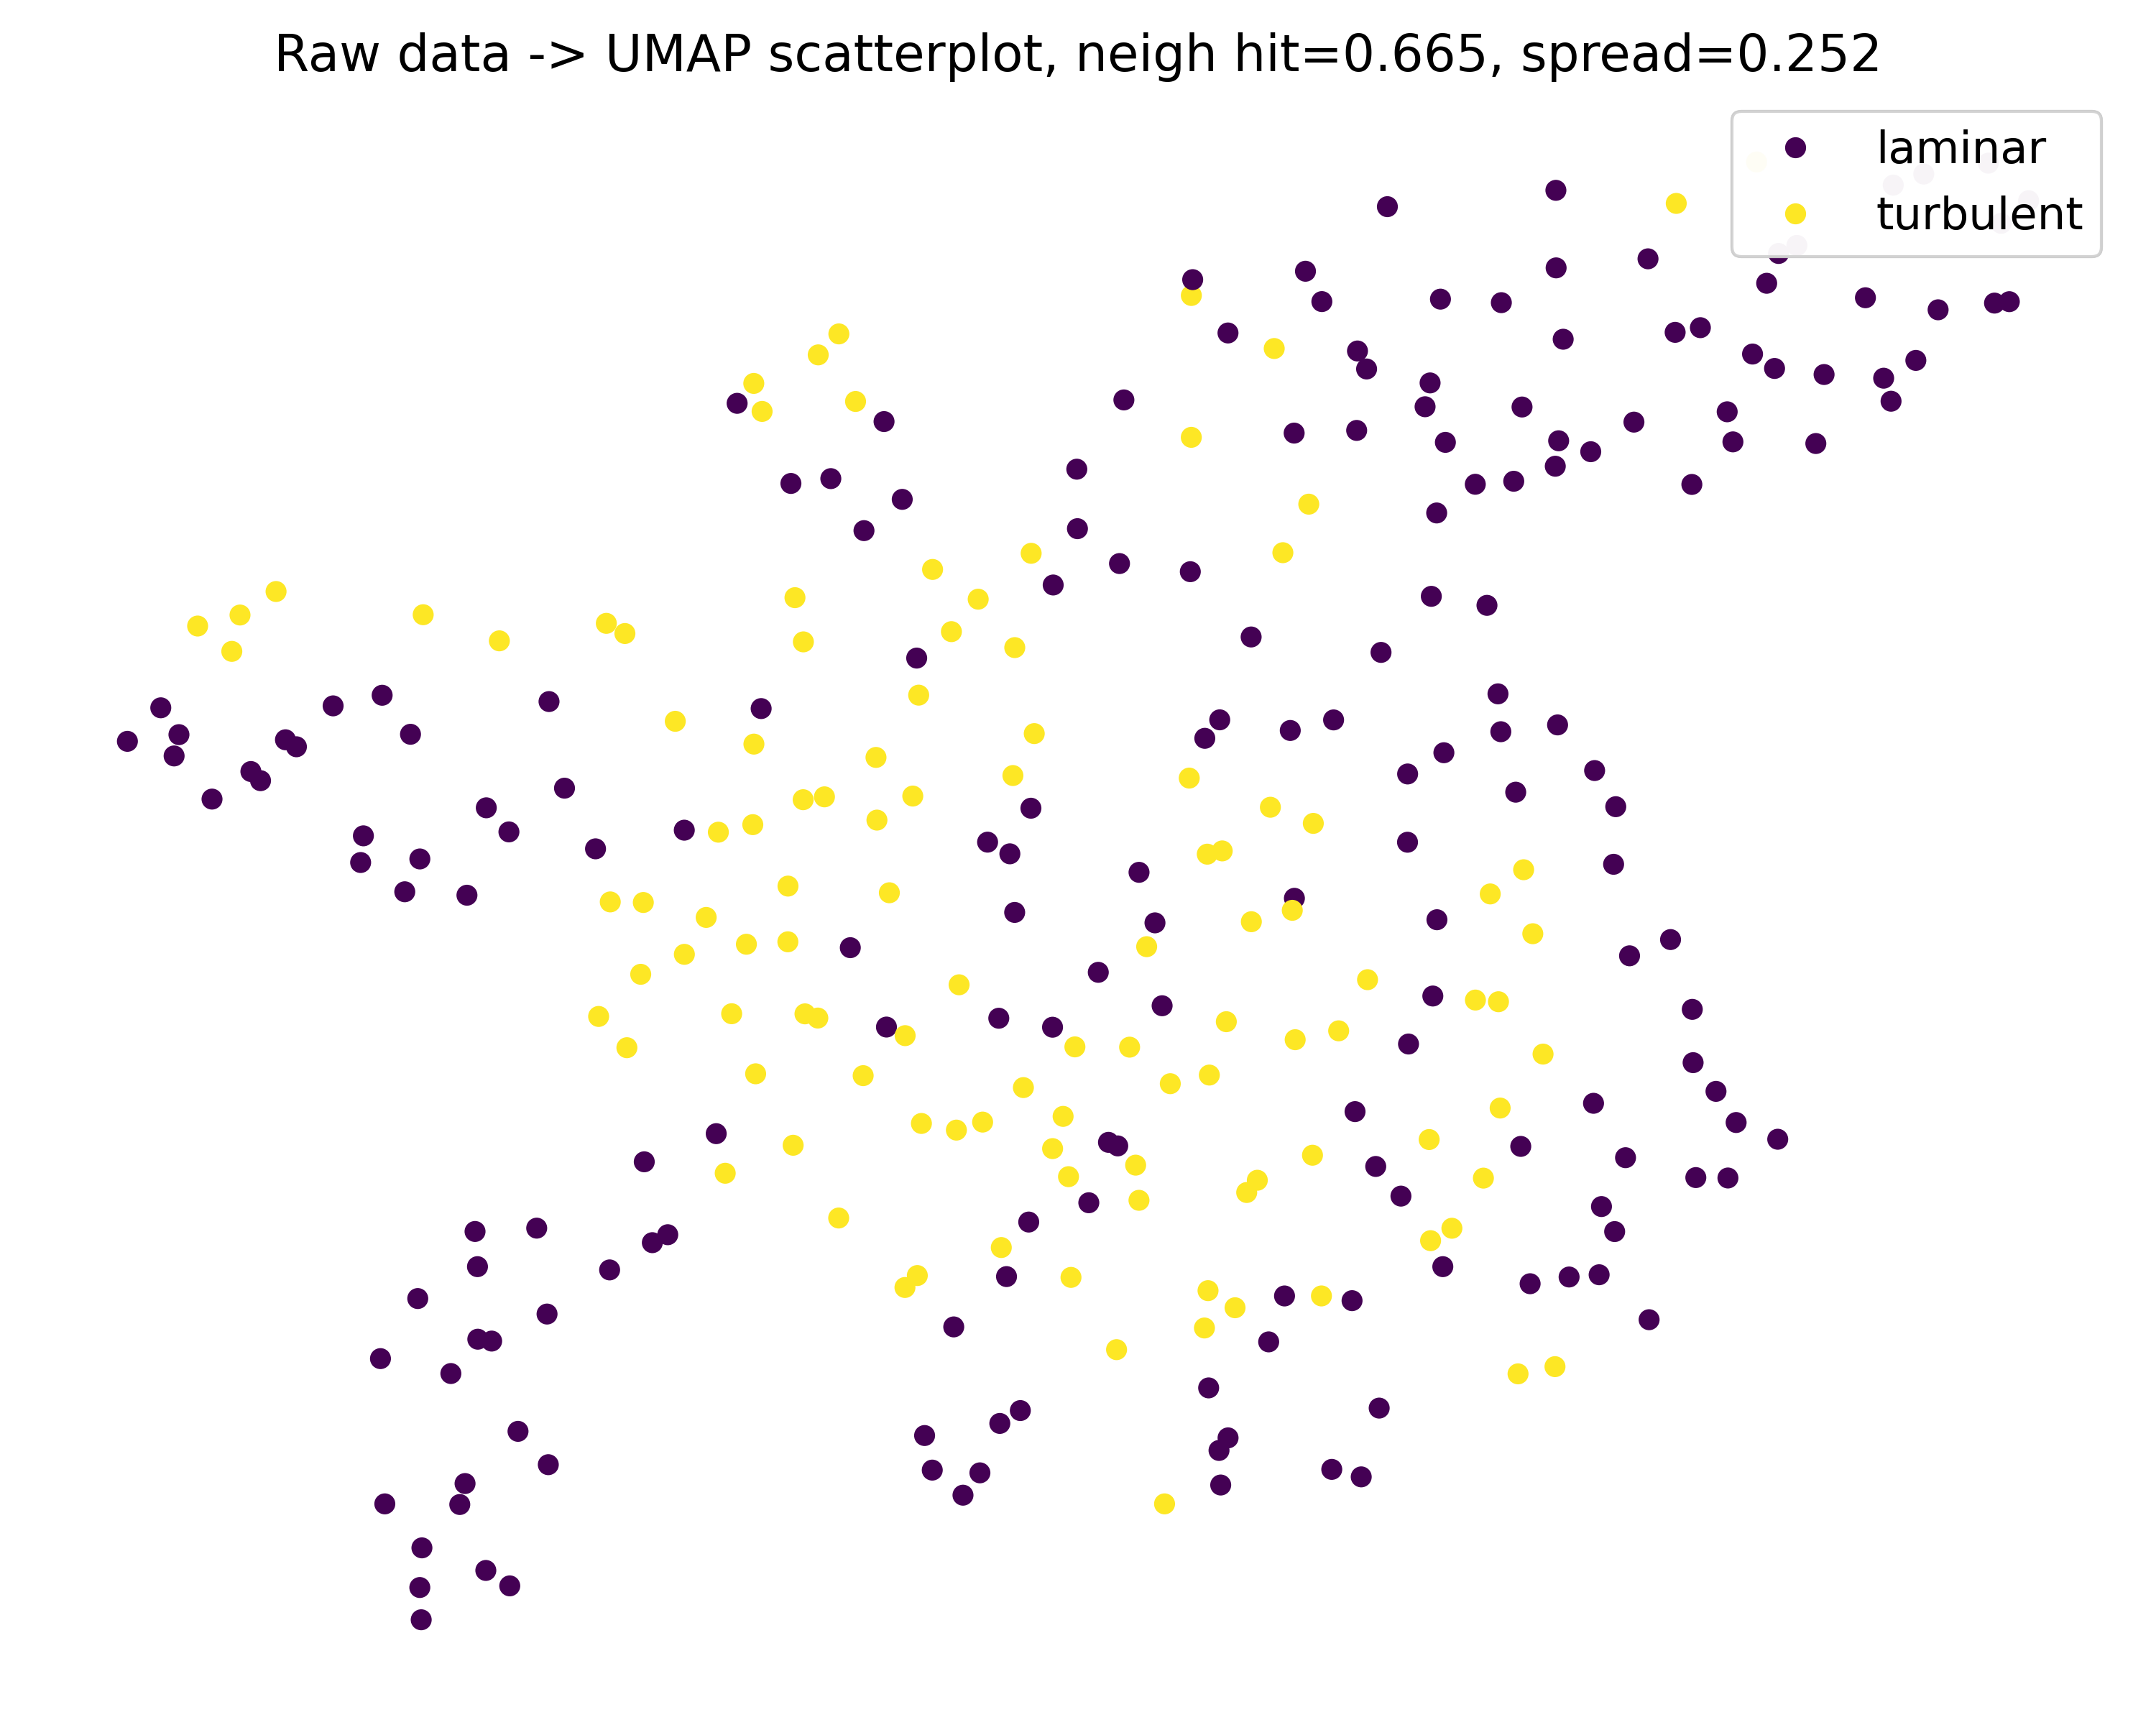 Raw data -> UMAP scatterplot, neigh hit=0.665, spread=0.252
laminar
turbulent